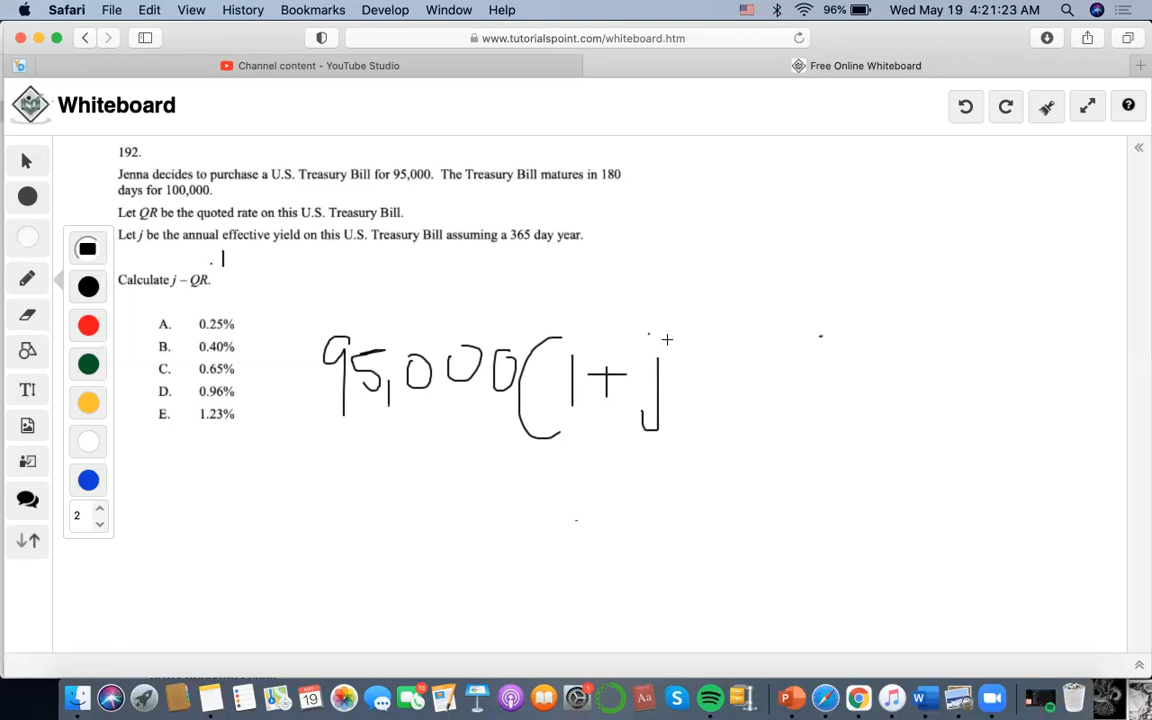 Safari File Edit View History Bookmarks Develop Window Help 96% Wed May 19 4:21:23 AM
www.tutorialspoint.com/whiteboard.htm
Channel content - YouTube Studio Free Online Whiteboard
Whiteboard
192.
Jenna decides to purchase a U.S. Treasury Bill for 95,000. The Treasury Bill matures in 180
days for 100,000.
Let QR be the quoted rate on this U.S. Treasury Bill.
Let j be the annual effective yield on this U.S. Treasury Bill assuming a 365 day year.
Calculate j – QR.
A. 0.25%
B. 0.40%
C. 0.65%
D. 0.96%
E. 1.23%
95,000(1+j
TI
2